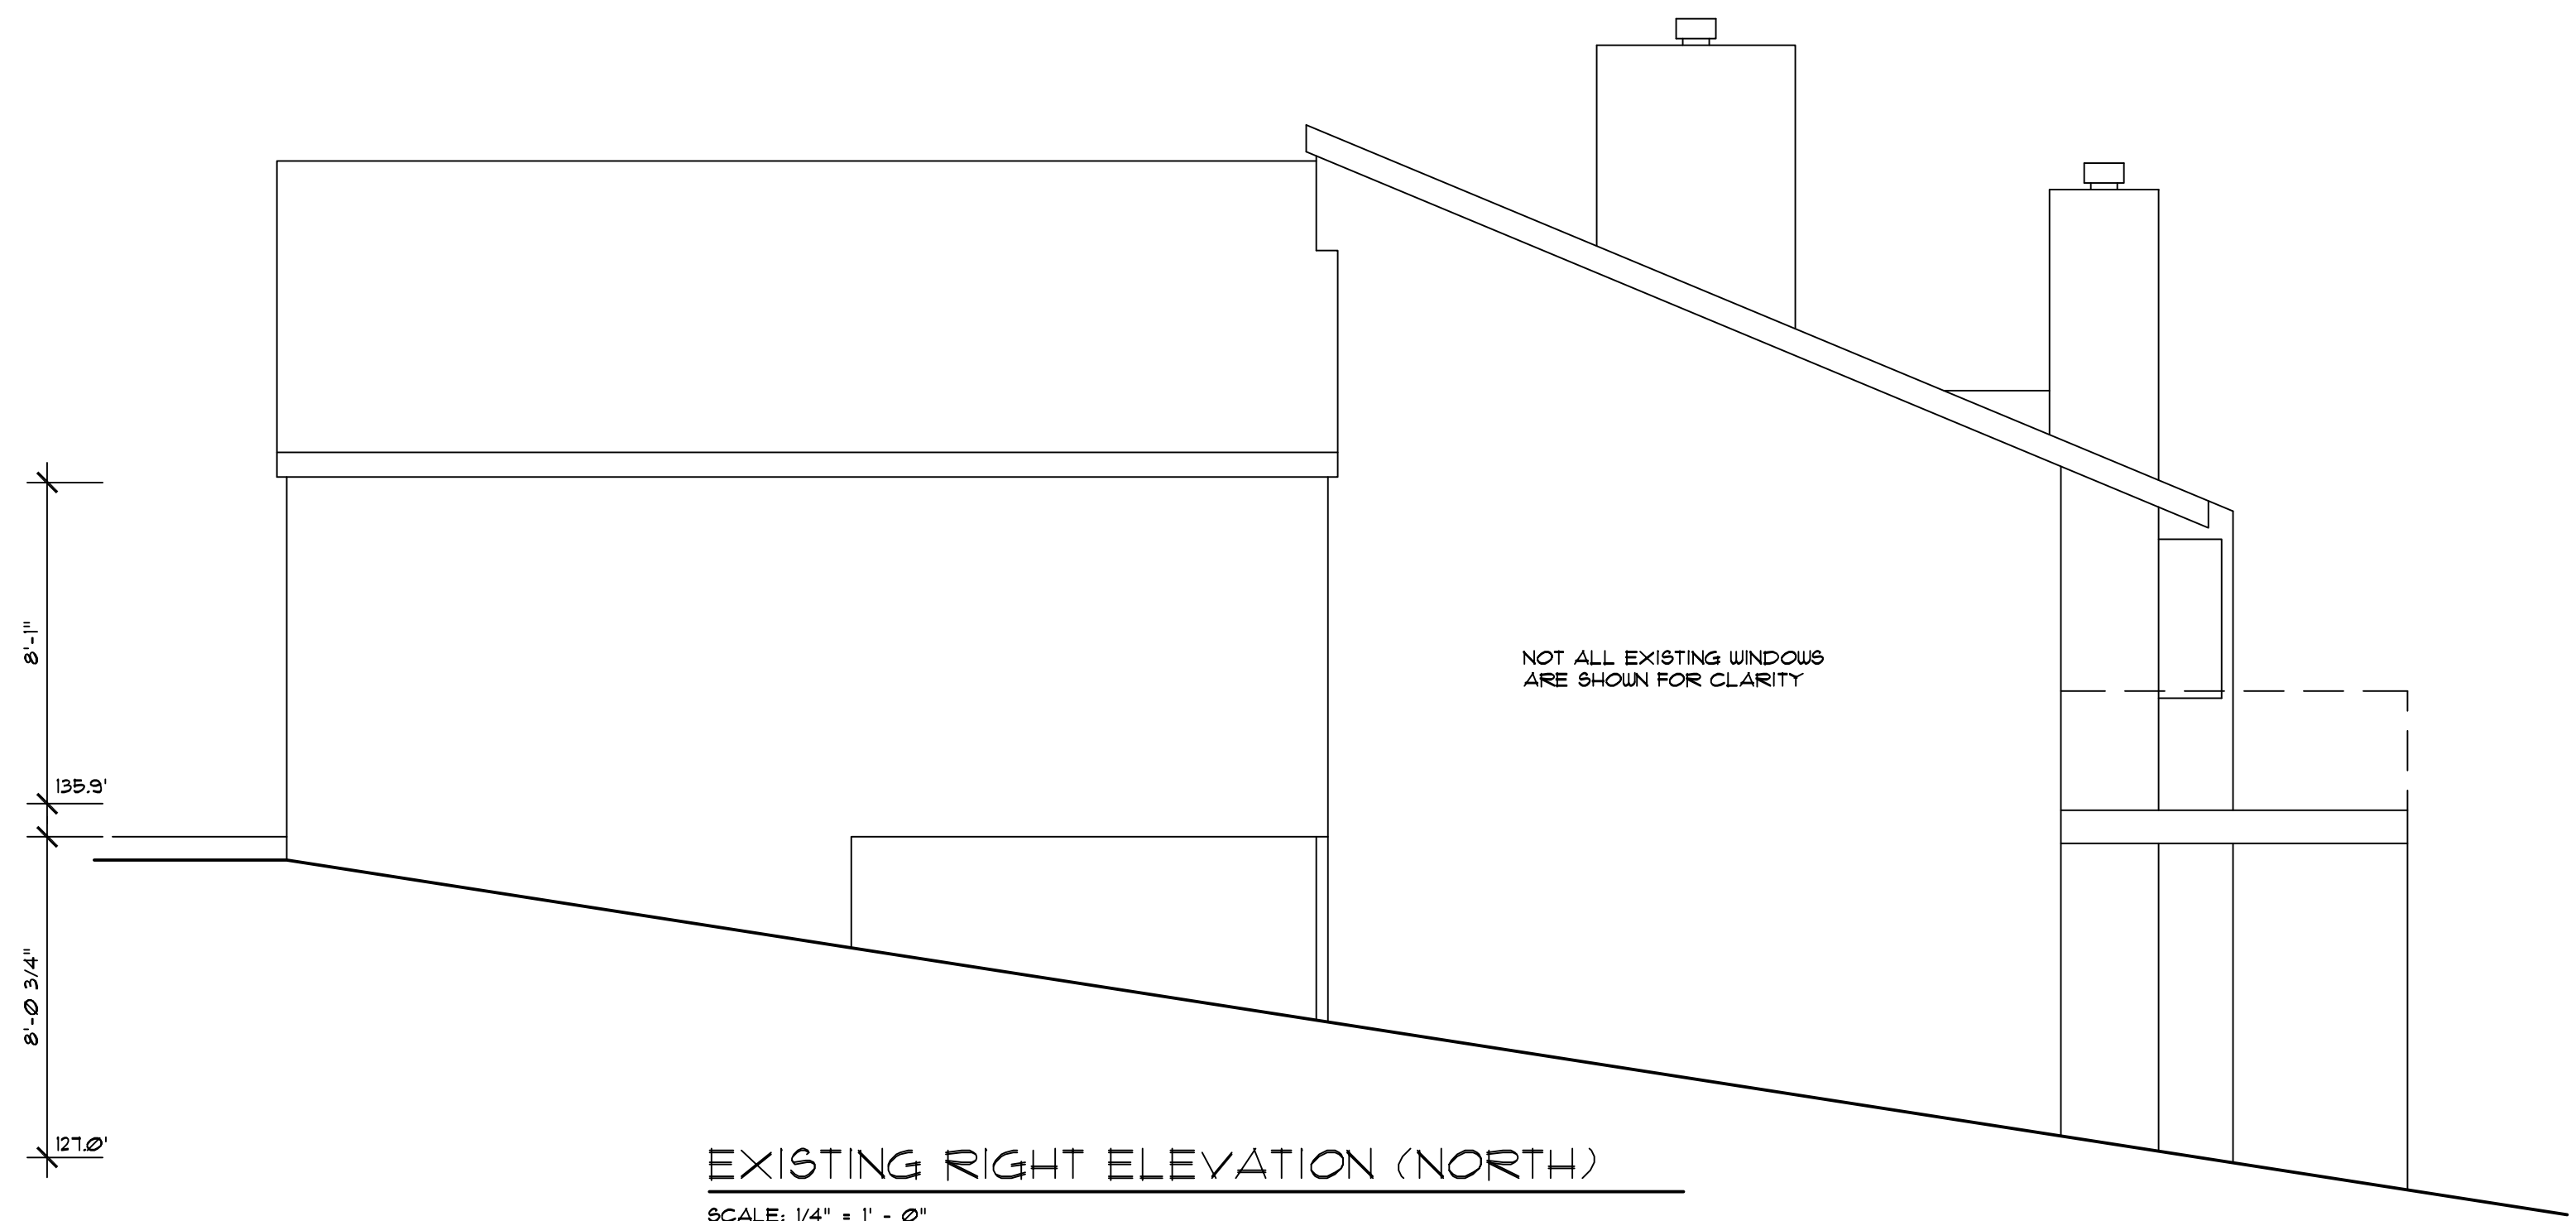 8'-1"
135.9'
8'-0 3/4"
127.0'
NOT ALL EXISTING WINDOWS
ARE SHOWN FOR CLARITY
EXISTING RIGHT ELEVATION (NORTH)
SCALE: 1/4" = 1' - 0"